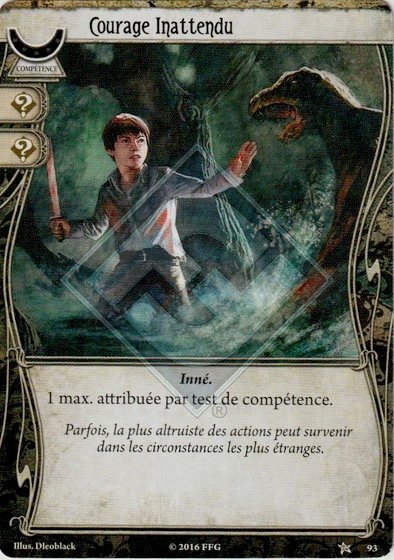 Courage Inattendu
COMPÉTENCE
?
?
Inné.
1 max. attribuée par test de compétence.
Parfois, la plus altruiste des actions peut survenir
dans les circonstances les plus étranges.
®
Illus. Dleoblack
© 2016 FFG
93